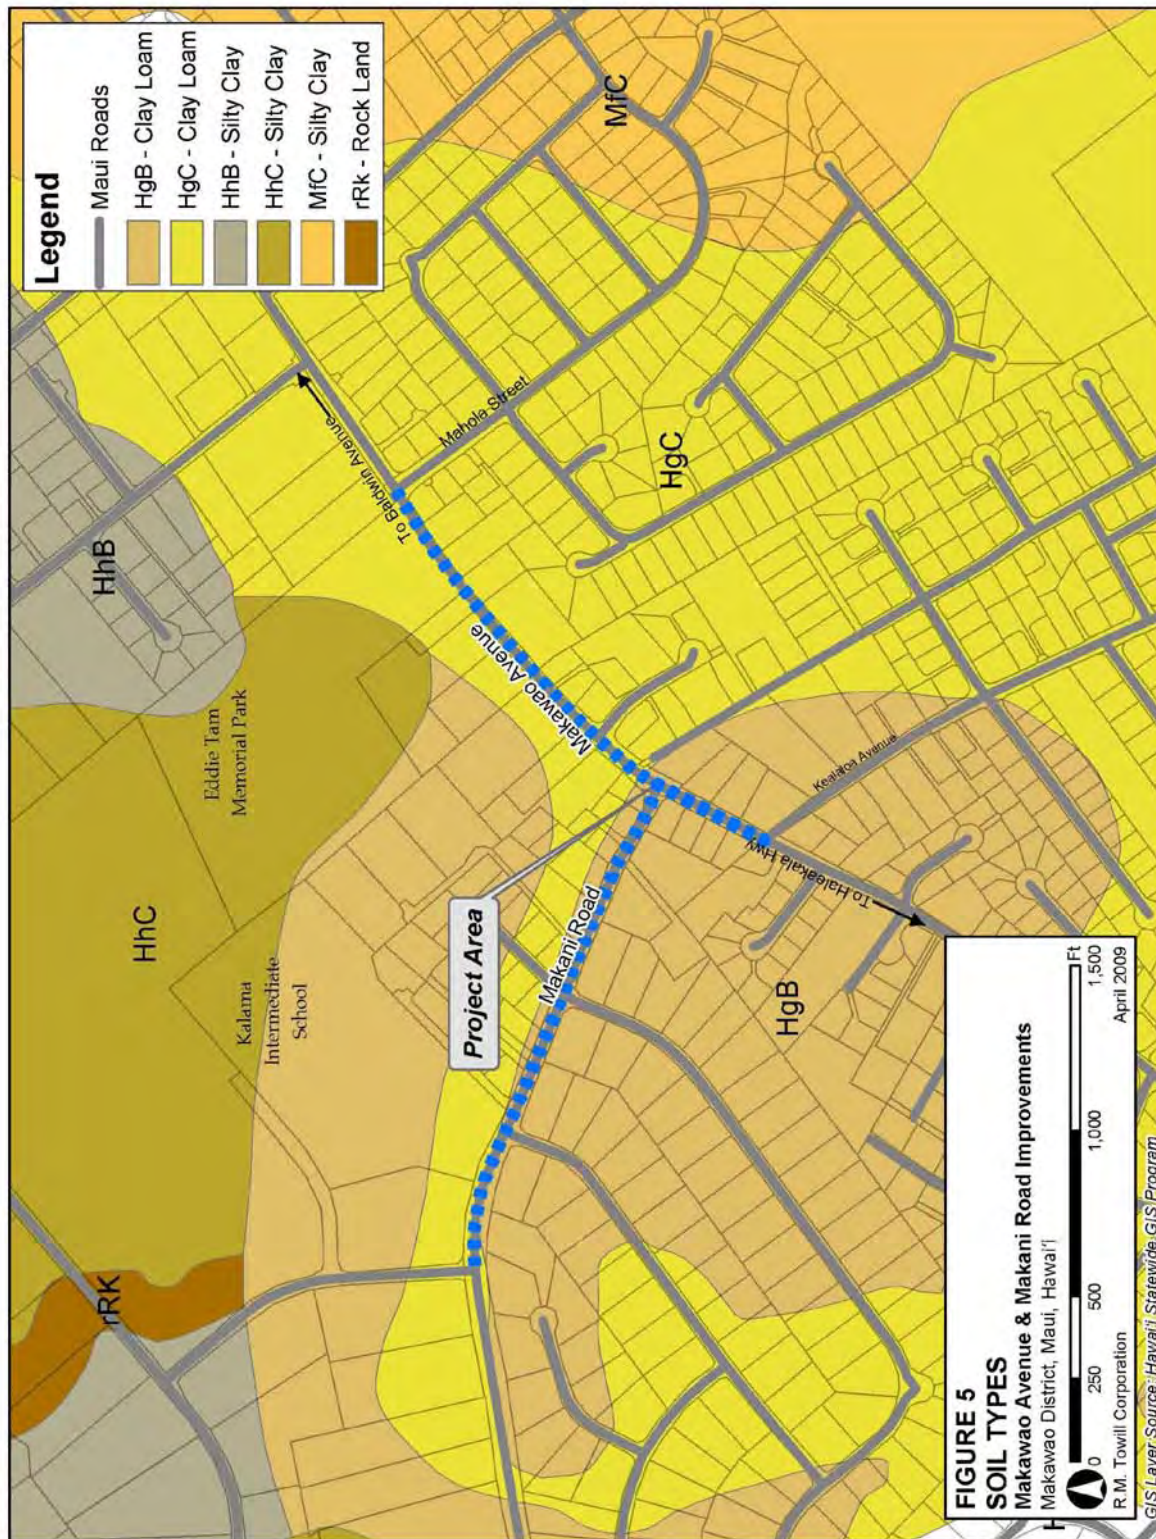 Legend
Maui Roads
HgB - Clay Loam
HgC - Clay Loam
HhB - Silty Clay
HhC - Silty Clay
MfC - Silty Clay
rRk - Rock Land
rRK
HhC
HhB
MfC
Eddie Tam
Memorial Park
Kalama
Intermediate
School
To Baldwin Avenue
Mahola Street
Makawao Avenue
HgC
Project Area
Makani Road
To Haleakala Hwy
Kealaloa Avenue
HgB
FIGURE 5
SOIL TYPES
Makawao Avenue & Makani Road Improvements
Makawao District, Maui, Hawai'i
0 250 500 1,000 1,500
Ft
R.M. Towill Corporation
April 2009
GIS Layer Source: Hawai'i Statewide GIS Program